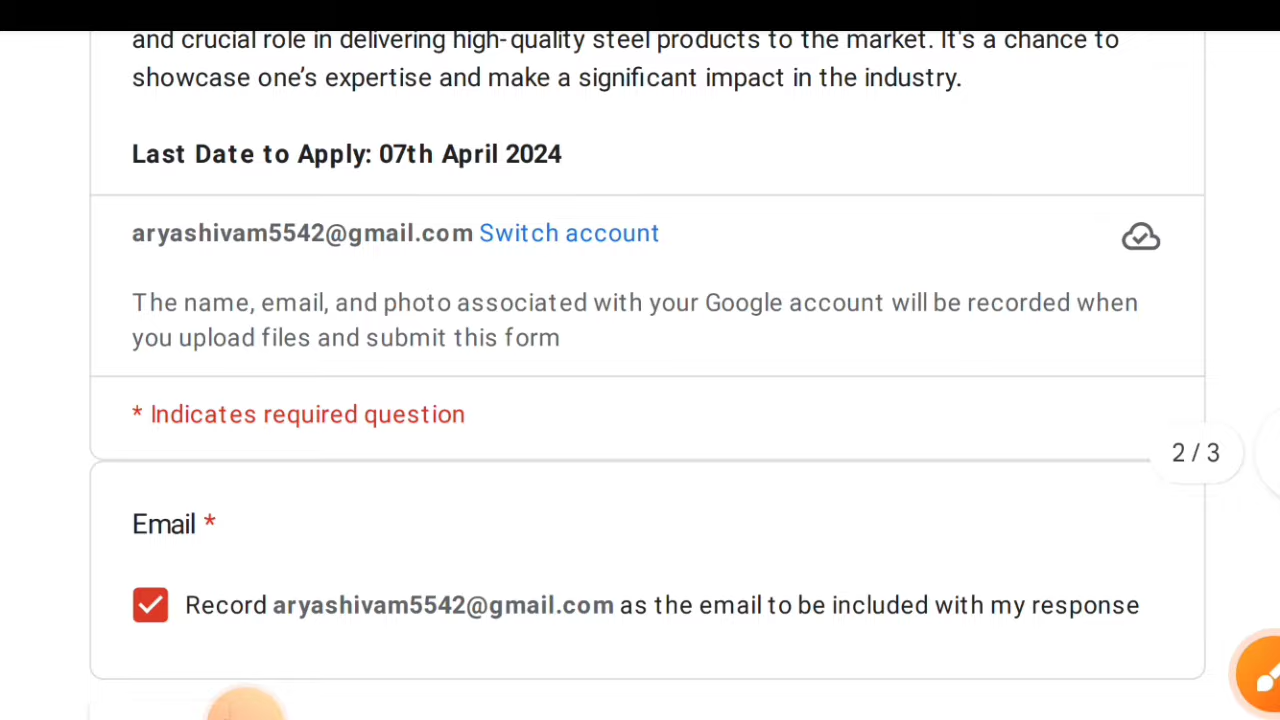 and crucial role in delivering high-quality steel products to the market. It's a chance to
showcase one’s expertise and make a significant impact in the industry.
Last Date to Apply: 07th April 2024
aryashivam5542@gmail.com Switch account
The name, email, and photo associated with your Google account will be recorded when
you upload files and submit this form
* Indicates required question
2 / 3
Email *
Record aryashivam5542@gmail.com as the email to be included with my response